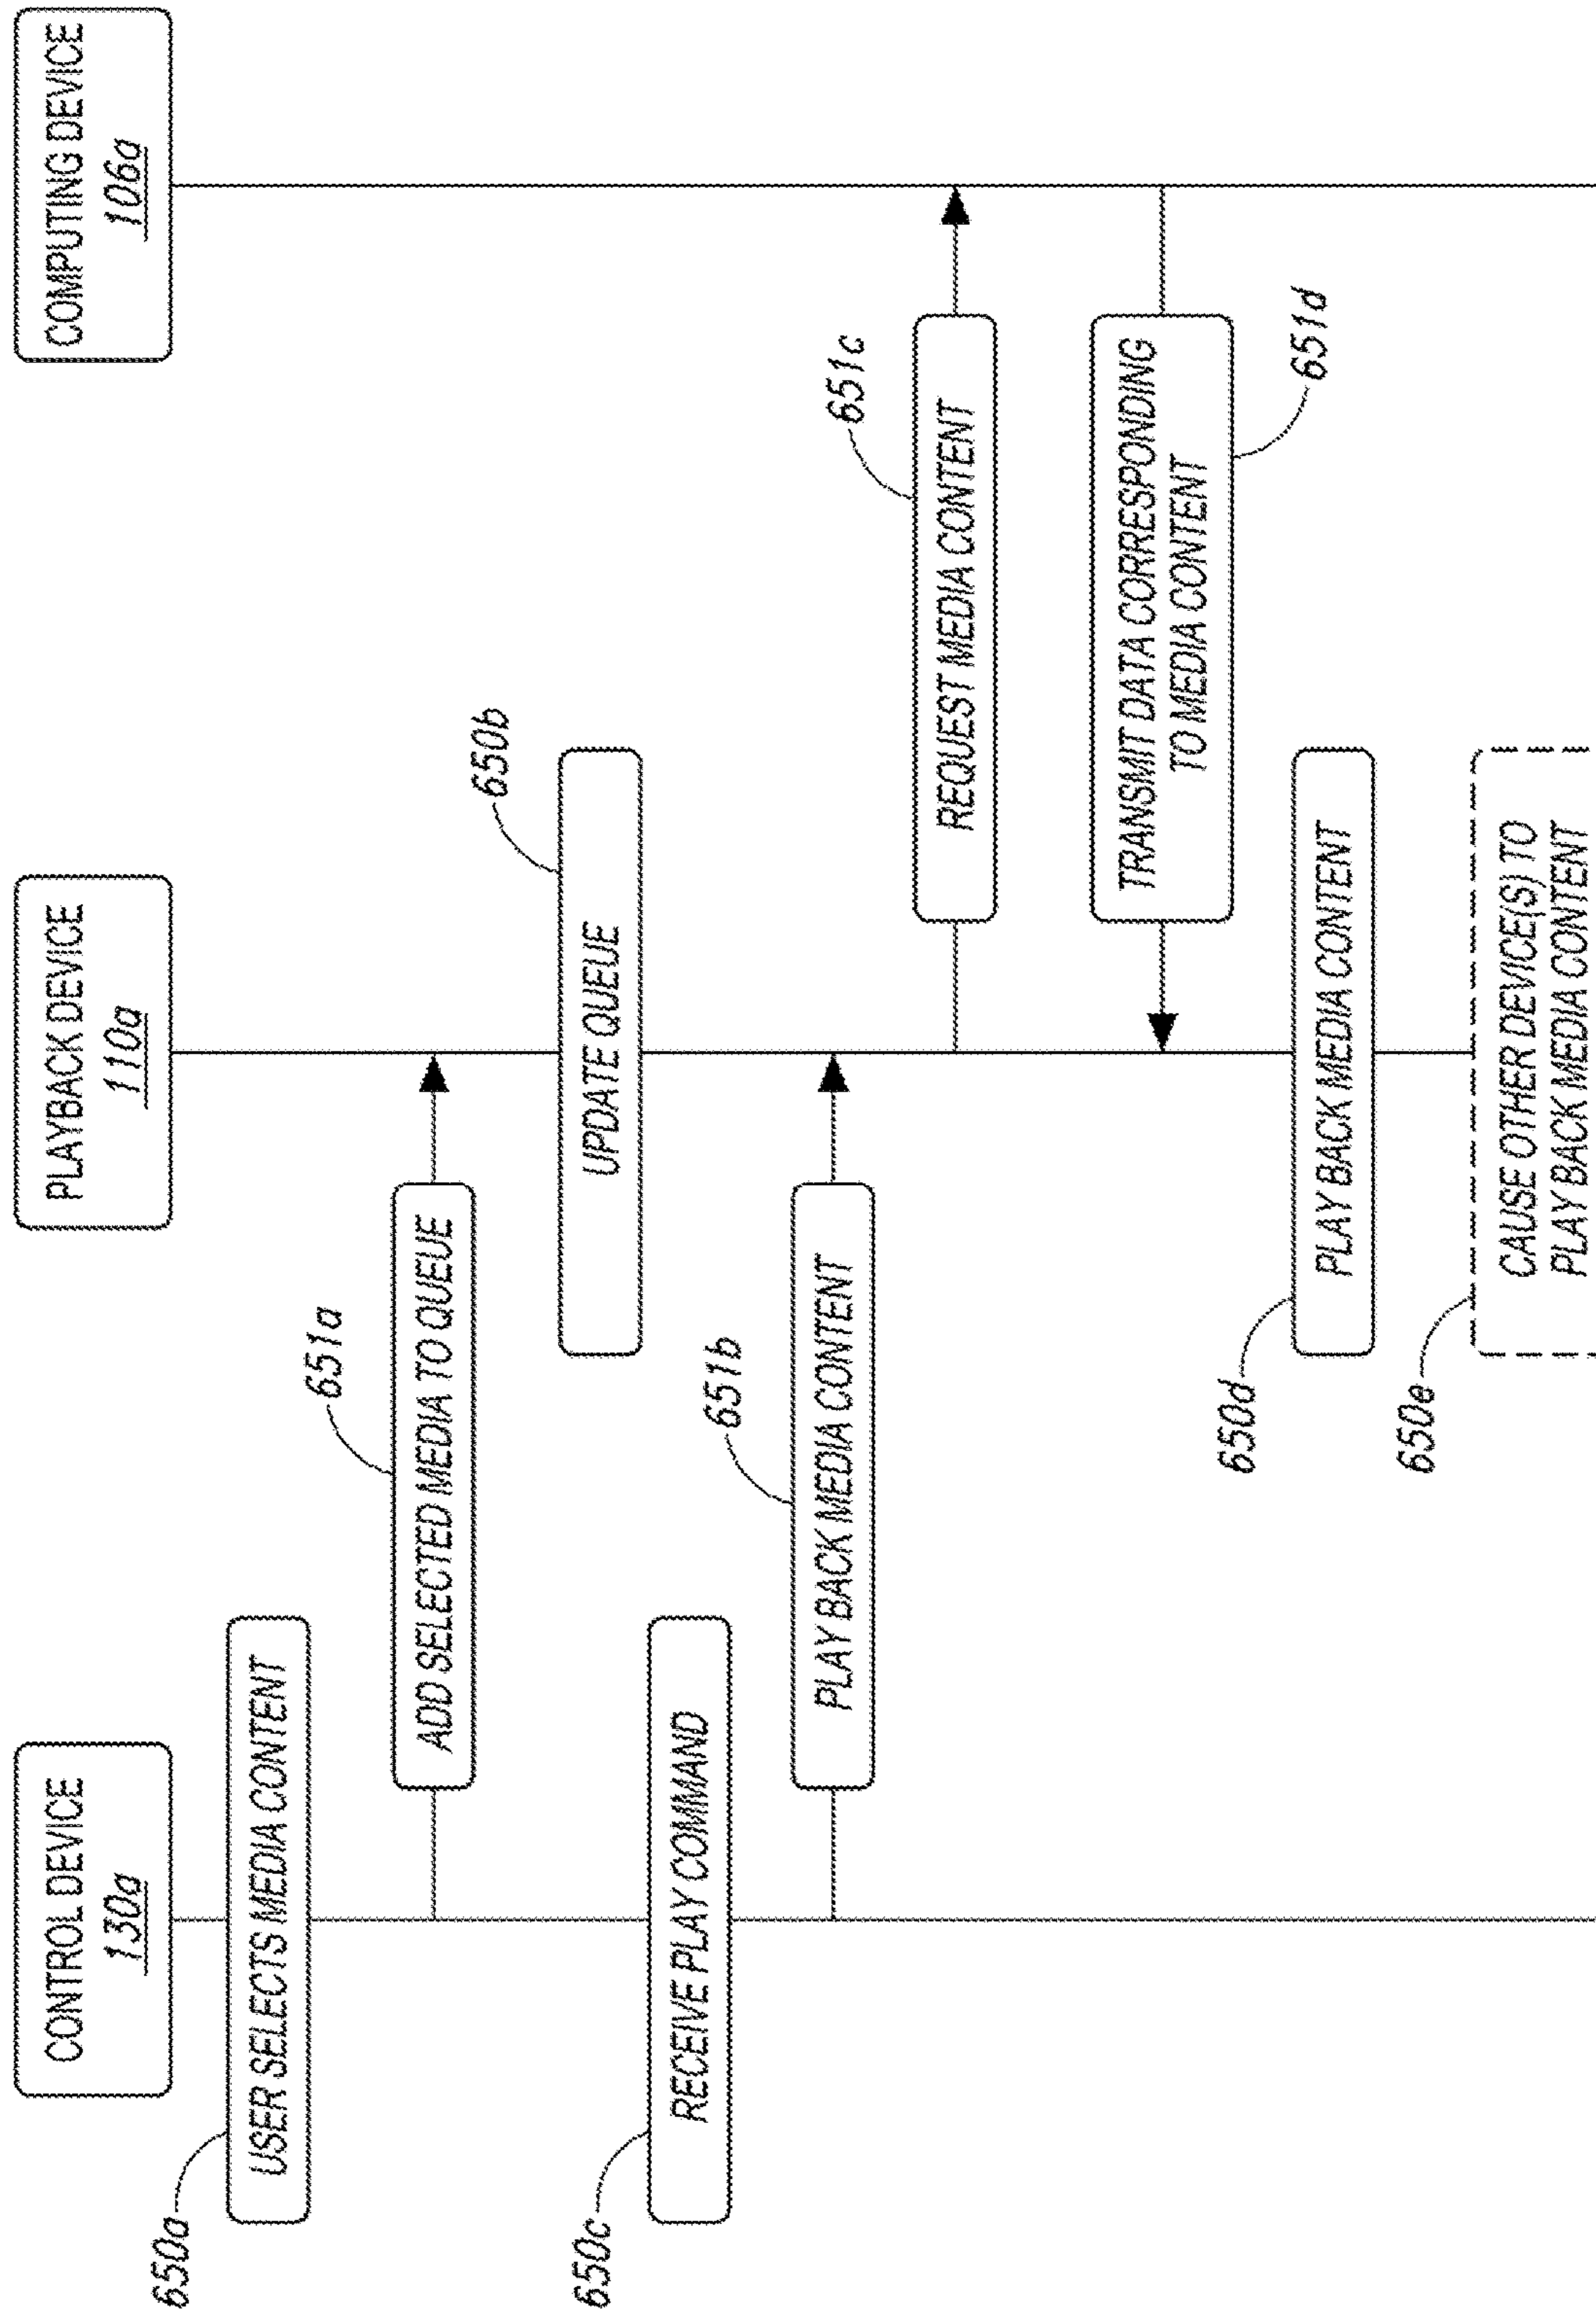 CONTROL DEVICE
130a
PLAYBACK DEVICE
110a
COMPUTING DEVICE
106a
650a
USER SELECTS MEDIA CONTENT
651a
ADD SELECTED MEDIA TO QUEUE
650b
UPDATE QUEUE
650c
RECEIVE PLAY COMMAND
651b
PLAY BACK MEDIA CONTENT
651c
REQUEST MEDIA CONTENT
TRANSMIT DATA CORRESPONDING
TO MEDIA CONTENT
651d
650d
PLAY BACK MEDIA CONTENT
650e
CAUSE OTHER DEVICE(S) TO
PLAY BACK MEDIA CONTENT